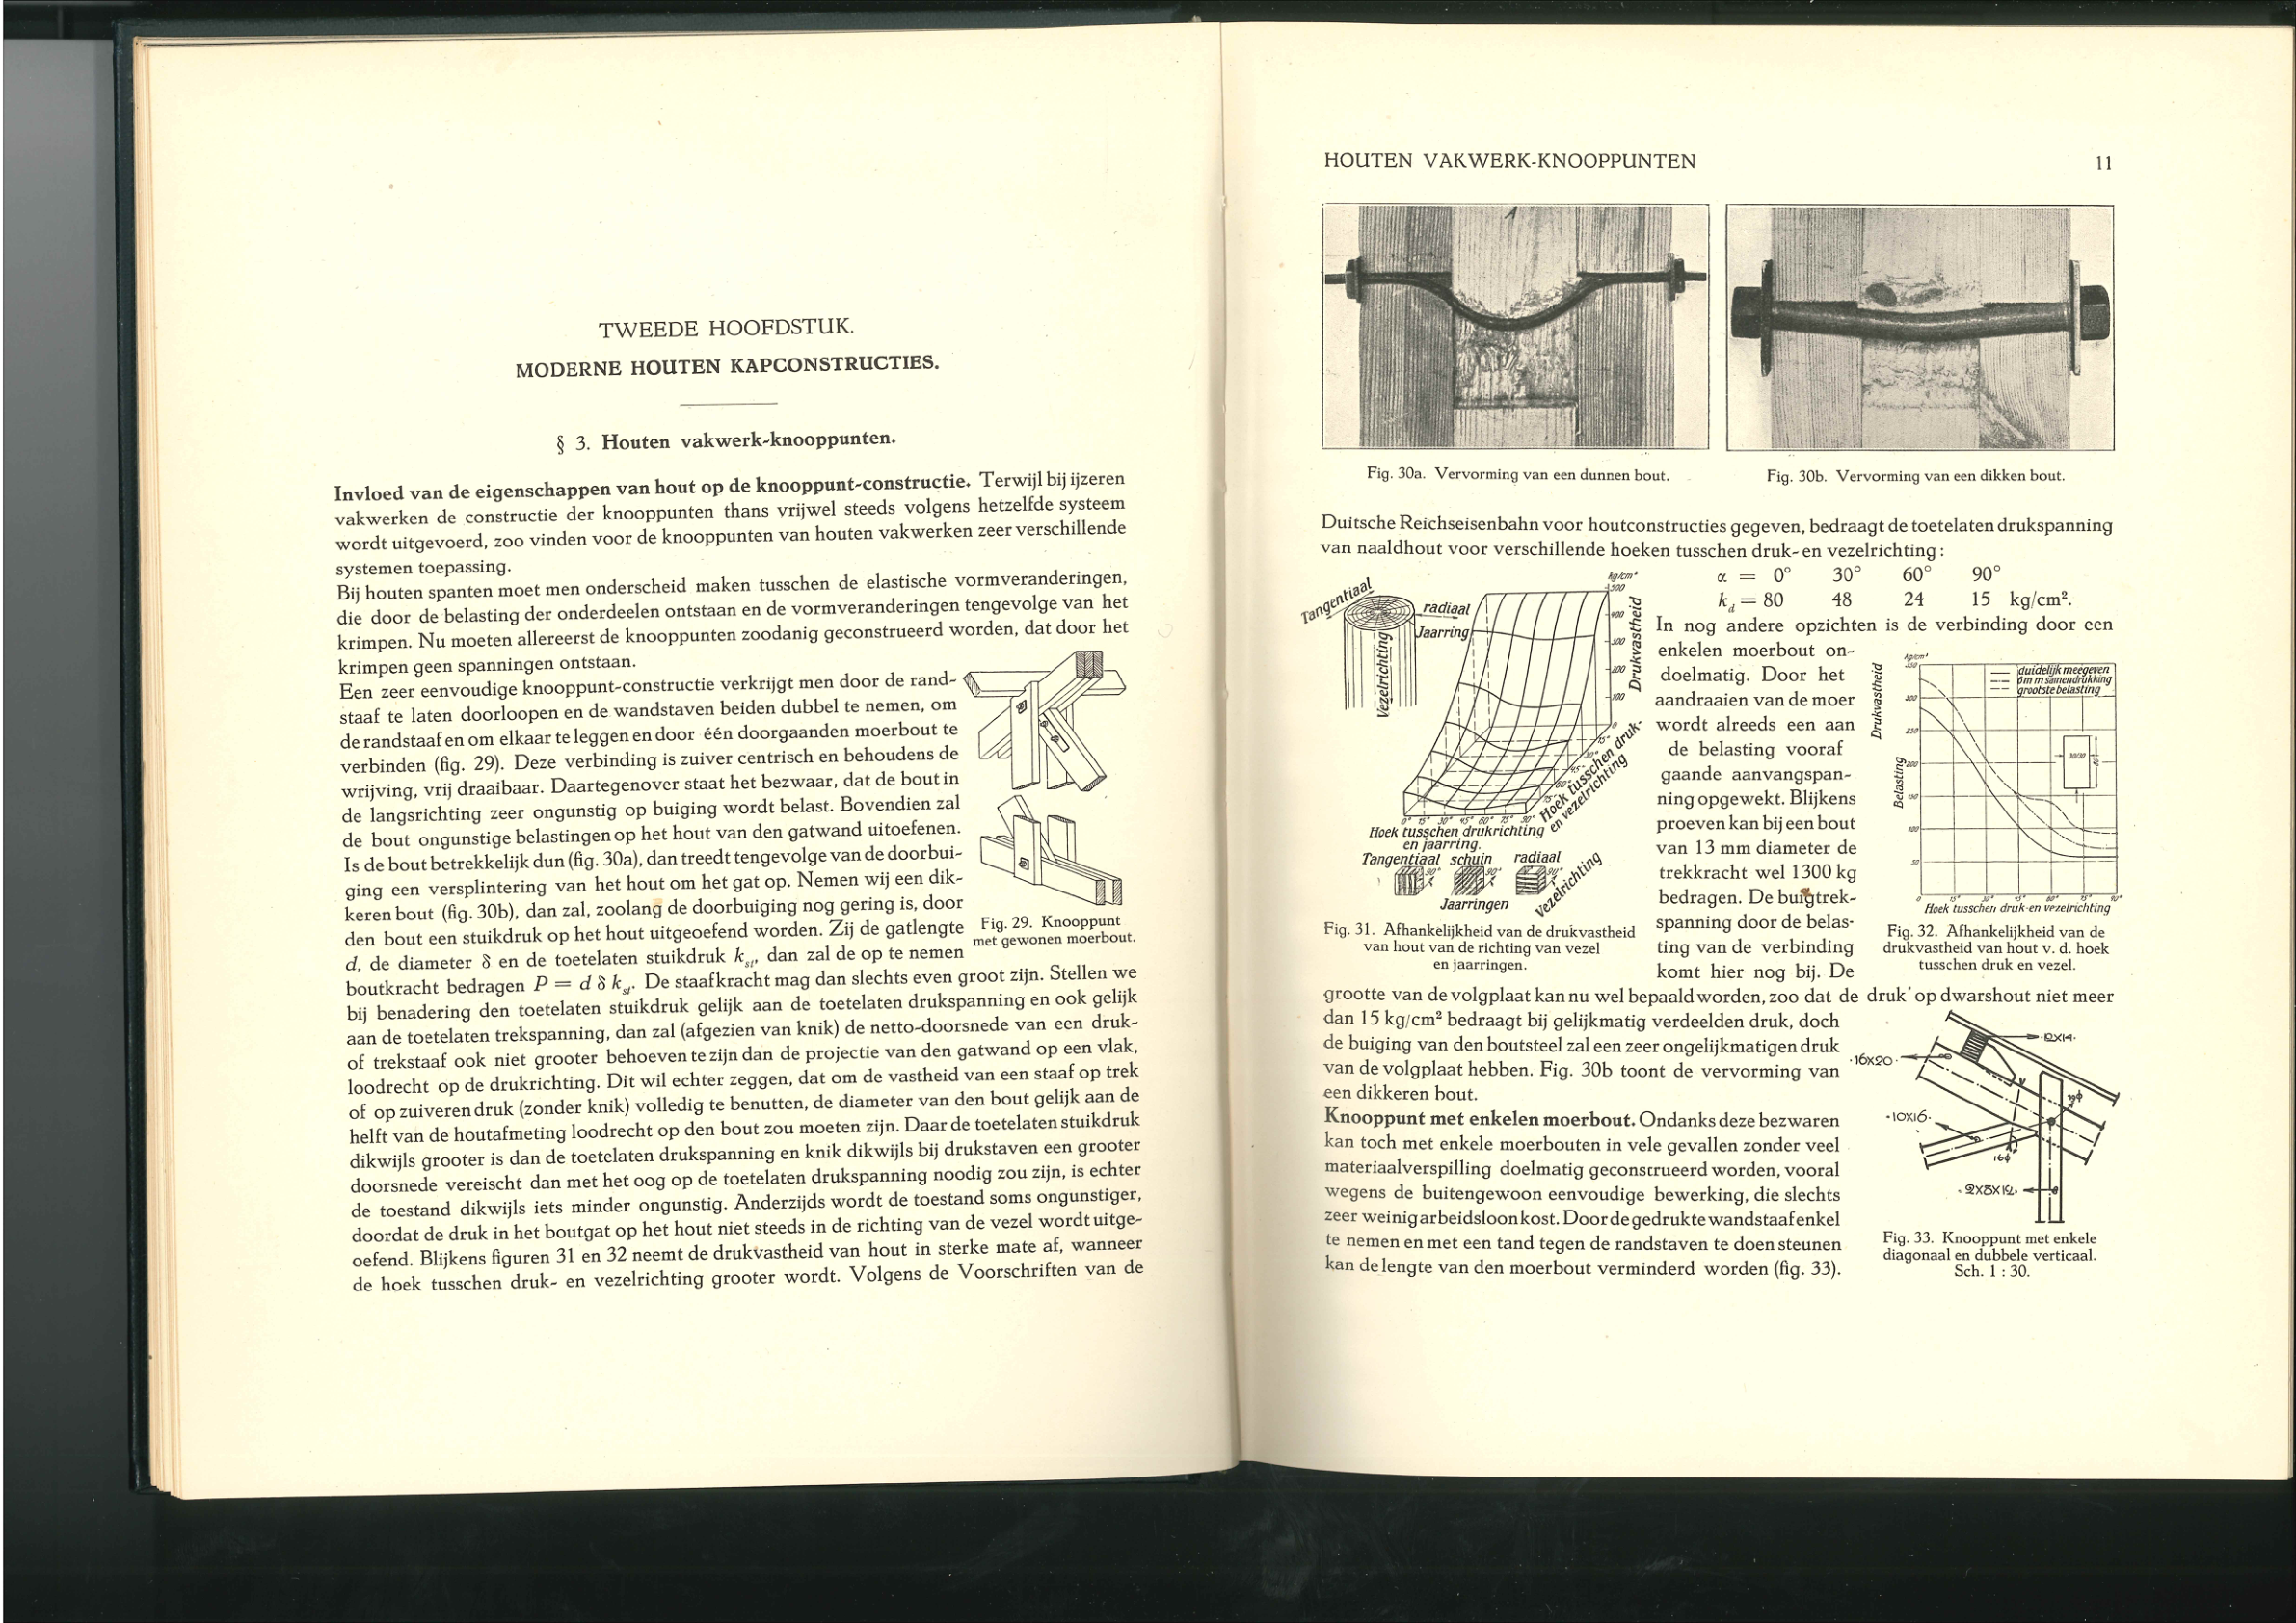 TWEEDE HOOFDSTUK.
MODERNE HOUTEN KAPCONSTRUCTIES.
§ 3. Houten vakwerk-knooppunten.
Invloed van de eigenschappen van hout op de knooppunt-constructie. Terwijl bij ijzeren
vakwerken de constructie der knooppunten thans vrijwel steeds volgens hetzelfde systeem
wordt uitgevoerd, zoo vinden voor de knooppunten van houten vakwerken zeer verschillende
systemen toepassing.
Bij houten spanten moet men onderscheid maken tusschen de elastische vormveranderingen,
die door de belasting der onderdeelen ontstaan en de vormveranderingen tengevolge van het
krimpen. Nu moeten allereerst de knooppunten zoodanig geconstrueerd worden, dat door het
krimpen geen spanningen ontstaan.
Een zeer eenvoudige knooppunt-constructie verkrijgt men door de rand-
staaf te laten doorloopen en de wandstaven beiden dubbel te nemen, om
de randstaaf en om elkaar te leggen en door één doorgaanden moerbout te
verbinden (fig. 29). Deze verbinding is zuiver centrisch en behoudens de
wrijving, vrij draaibaar. Daartegenover staat het bezwaar, dat de bout in
de langsrichting zeer ongunstig op buiging wordt belast. Bovendien zal
de bout ongunstige belastingen op het hout van den gatwand uitoefenen.
Is de bout betrekkelijk dun (fig. 30a), dan treedt tengevolge van de doorbui-
ging een versplintering van het hout om het gat op. Nemen wij een dik-
keren bout (fig. 30b), dan zal, zoolang de doorbuiging nog gering is, door
den bout een stuikdruk op het hout uitgeoefend worden. Zij de gatlengte
d, de diameter δ en de toetelaten stuikdruk kst, dan zal de op te nemen
boutkracht bedragen P = d δ kst. De staafkracht mag dan slechts even groot zijn. Stellen we
bij benadering den toetelaten stuikdruk gelijk aan de toetelaten drukspanning en ook gelijk
aan de toetelaten trekspanning, dan zal (afgezien van knik) de netto-doorsnede van een druk-
of trekstaaf ook niet grooter behoeven te zijn dan de projectie van den gatwand op een vlak,
loodrecht op de drukrichting. Dit wil echter zeggen, dat om de vastheid van een staaf op trek
of op zuiveren druk (zonder knik) volledig te benutten, de diameter van den bout gelijk aan de
helft van de houtafmeting loodrecht op den bout zou moeten zijn. Daar de toetelaten stuikdruk
dikwijls grooter is dan de toetelaten drukspanning en knik dikwijls bij drukstaven een grooter
doorsnede vereischt dan met het oog op de toetelaten drukspanning noodig zou zijn, is echter
de toestand dikwijls iets minder ongunstig. Anderzijds wordt de toestand soms ongunstiger,
doordat de druk in het boutgat op het hout niet steeds in de richting van de vezel wordt uitge-
oefend. Blijkens figuren 31 en 32 neemt de drukvastheid van hout in sterke mate af, wanneer
de hoek tusschen druk- en vezelrichting grooter wordt. Volgens de Voorschriften van de
Fig. 29. Knooppunt
met gewonen moerbout.
HOUTEN VAKWERK-KNOOPPUNTEN
11
Fig. 30a. Vervorming van een dunnen bout.
Fig. 30b. Vervorming van een dikken bout.
Duitsche Reichseisenbahn voor houtconstructies gegeven, bedraagt de toetelaten drukspanning
van naaldhout voor verschillende hoeken tusschen druk- en vezelrichting:
α = 0° 30° 60° 90°
kd = 80 48 24 15 kg/cm².
In nog andere opzichten is de verbinding door een
enkelen moerbout on-
doelmatig. Door het
aandraaien van de moer
wordt alreeds een aan
de belasting vooraf
gaande aanvangspan-
ning opgewekt. Blijkens
proeven kan bij een bout
van 13 mm diameter de
trekkracht wel 1300 kg
bedragen. De buigtrek-
spanning door de belas-
ting van de verbinding
komt hier nog bij. De
grootte van de volgplaat kan nu wel bepaald worden, zoo dat de druk op dwarshout niet meer
dan 15 kg/cm² bedraagt bij gelijkmatig verdeelden druk, doch
de buiging van den boutsteel zal een zeer ongelijkmatigen druk
van de volgplaat hebben. Fig. 30b toont de vervorming van
een dikkeren bout.
Knooppunt met enkelen moerbout. Ondanks deze bezwaren
kan toch met enkele moerbouten in vele gevallen zonder veel
materiaalverspilling doelmatig geconstrueerd worden, vooral
wegens de buitengewoon eenvoudige bewerking, die slechts
zeer weinig arbeidsloon kost. Door de gedrukte wandstaaf enkel
te nemen en met een tand tegen de randstaven te doen steunen
kan de lengte van den moerbout verminderd worden (fig. 33).
Tangentiaal
radiaal
Jaarring
Vezelrichting
kg/cm²
500
400
300
200
100
0
Drukvastheid
Hoek tusschen druk-
en vezelrichting
0° 15° 30° 45° 60° 75° 90°
Hoek tusschen drukrichting
en jaarring.
Tangentiaal schuin radiaal
90° 90° 90°
Jaarringen
Vezelrichting
Fig. 31. Afhankelijkheid van de drukvastheid
van hout van de richting van vezel
en jaarringen.
kg/cm²
350
300
250
200
150
100
50
Drukvastheid
Belasting
duidelijk meegeven
6 m m samendrukking
grootste belasting
0 15° 30° 45° 60° 75° 90°
Hoek tusschen druk-en vezelrichting
Fig. 32. Afhankelijkheid van de
drukvastheid van hout v. d. hoek
tusschen druk en vezel.
12X14
16X20
10X16
16φ
2X8X12
Fig. 33. Knooppunt met enkele
diagonaal en dubbele verticaal.
Sch. 1 : 30.